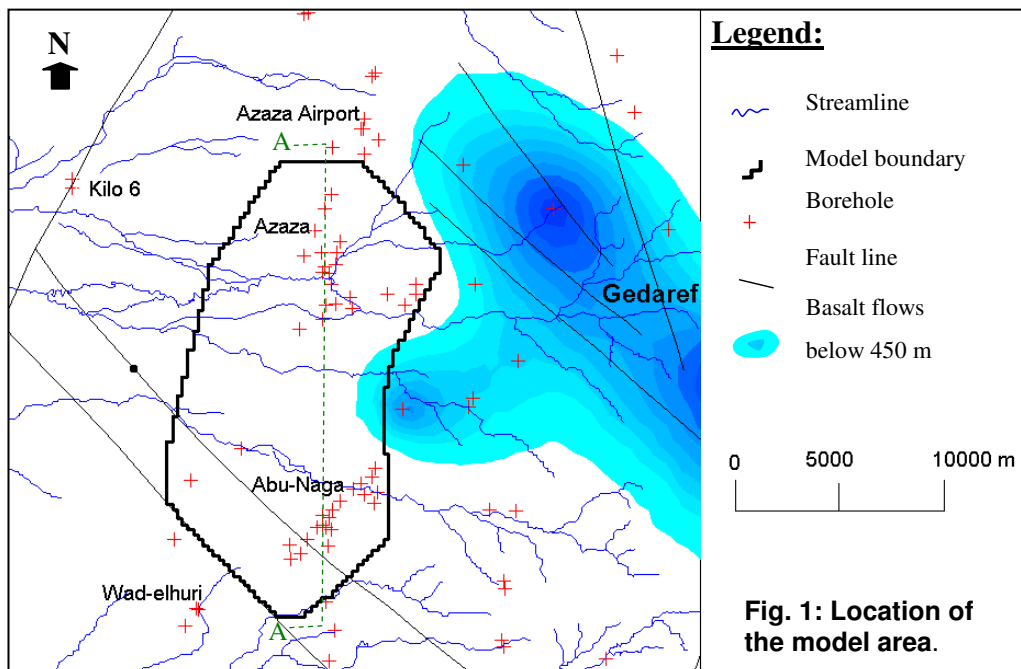 N
Azaza Airport
A
Kilo 6
Azaza
Gedaref
Abu-Naga
Wad-elhuri
A
Legend:
Streamline
Model boundary
Borehole
Fault line
Basalt flows
below 450 m
0 5000 10000 m
Fig. 1: Location of
the model area.